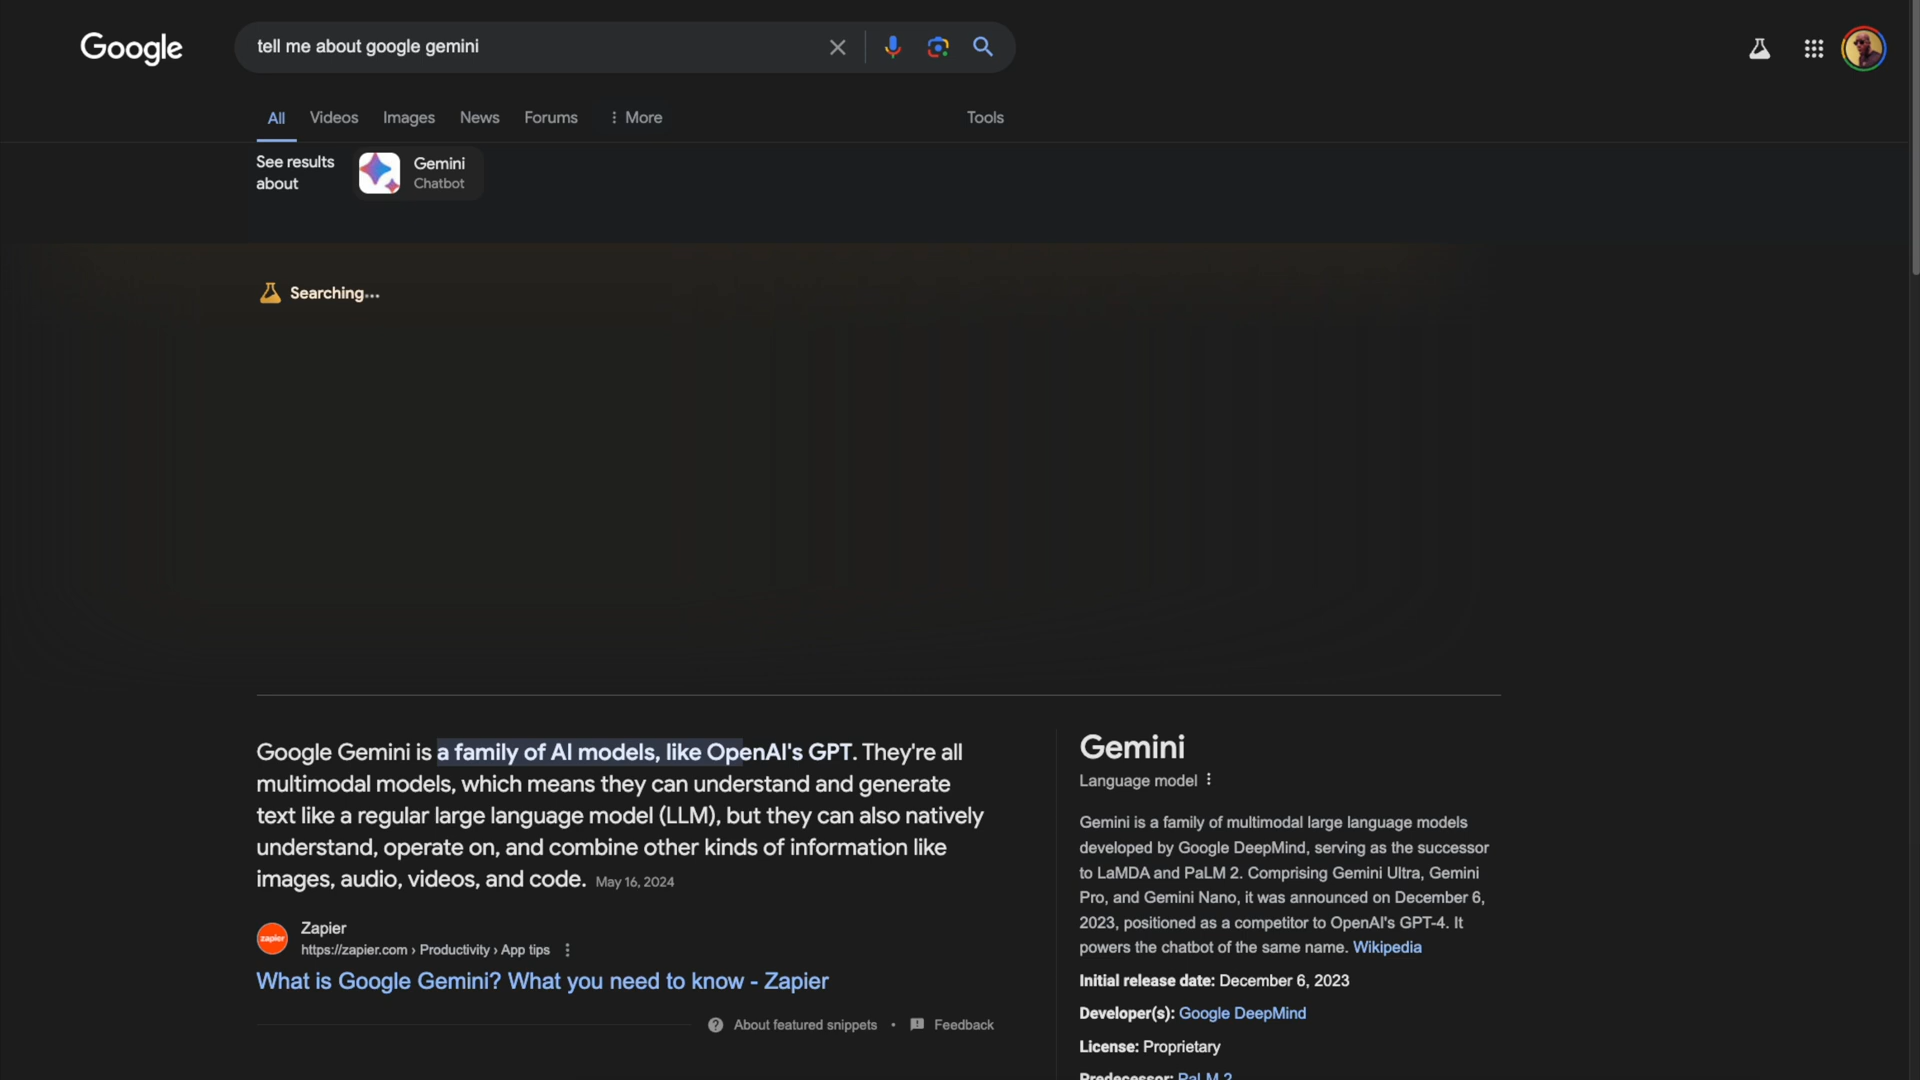 Google
tell me about google gemini
All
Videos
Images
News
Forums
More
Tools
See results
about
Gemini
Chatbot
Searching...
Google Gemini is a family of AI models, like OpenAI's GPT. They're all
multimodal models, which means they can understand and generate
text like a regular large language model (LLM), but they can also natively
understand, operate on, and combine other kinds of information like
images, audio, videos, and code. May 16, 2024
zapier
Zapier
https://zapier.com › Productivity › App tips
What is Google Gemini? What you need to know - Zapier
About featured snippets • Feedback
Gemini
Language model
Gemini is a family of multimodal large language models
developed by Google DeepMind, serving as the successor
to LaMDA and PaLM 2. Comprising Gemini Ultra, Gemini
Pro, and Gemini Nano, it was announced on December 6,
2023, positioned as a competitor to OpenAI's GPT-4. It
powers the chatbot of the same name. Wikipedia
Initial release date: December 6, 2023
Developer(s): Google DeepMind
License: Proprietary
Predecessor: PaLM 2